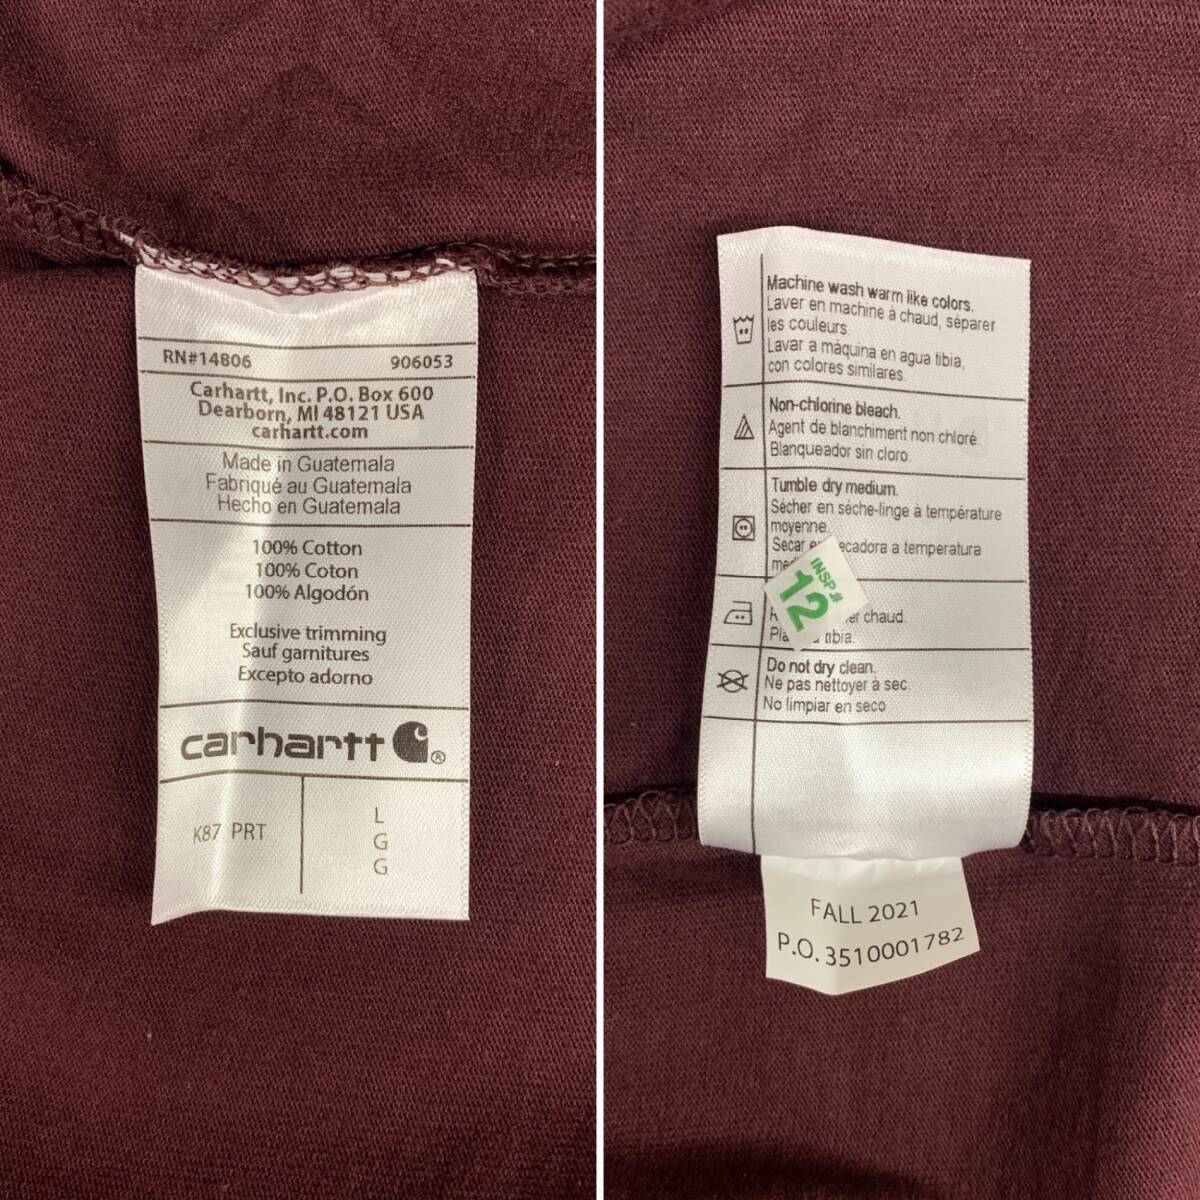 RN#14806 906053
Carhartt, Inc. P.O. Box 600
Dearborn, MI 48121 USA
carhartt.com
Made in Guatemala
Fabriqué au Guatemala
Hecho en Guatemala
100% Cotton
100% Coton
100% Algodón
Exclusive trimming
Sauf garnitures
Excepto adorno
carhartt ®
K87 PRT
L
G
G
Machine wash warm like colors.
Laver en machine à chaud, séparer
les couleurs.
Lavar a màquina en agua tibia,
con colores similares.
Non-chlorine bleach.
Agent de blanchiment non chloré.
Blanqueador sin cloro.
Tumble dry medium.
Sécher en séche-linge à température
moyenne.
Secar a temperatura
INSP#
12
chaud.
Do not dry clean.
Ne pas nettoyer à sec.
No limpiar en seco
FALL 2021
P.O. 3510001782